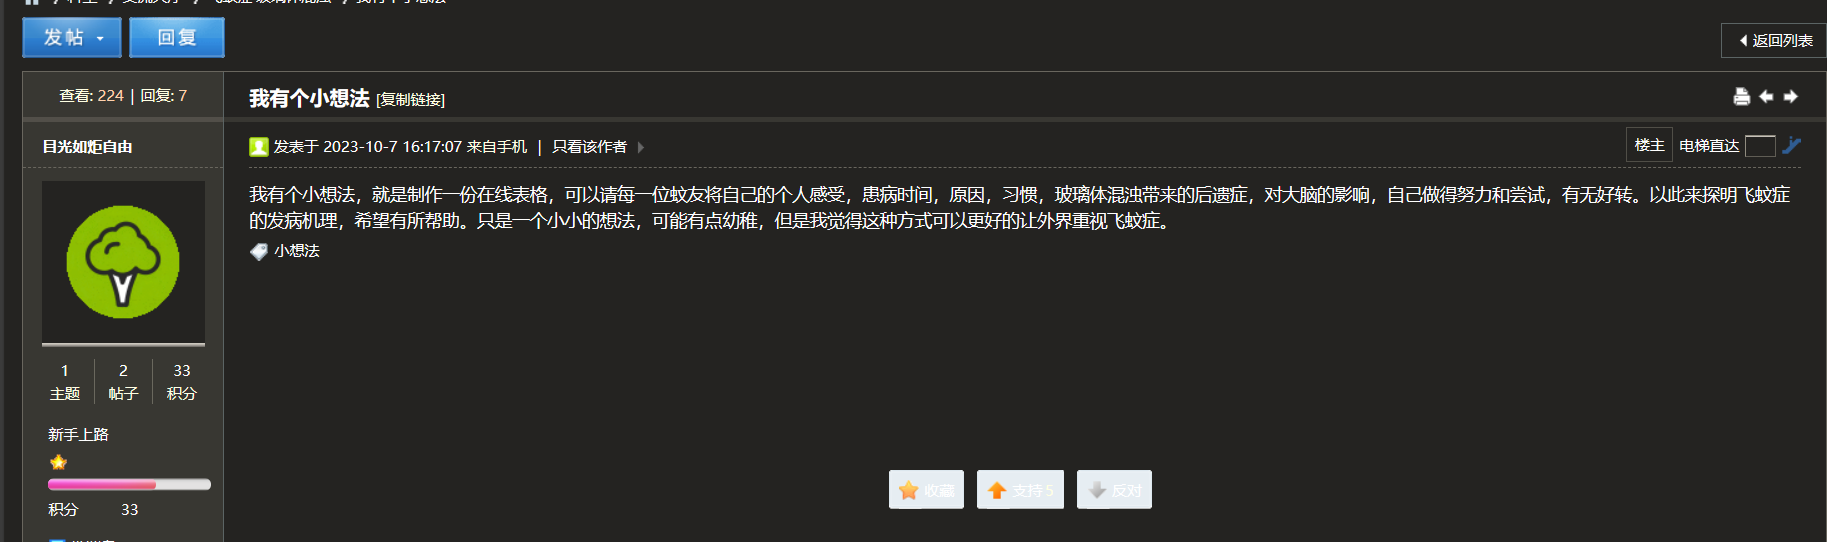 发帖
回复
返回列表
查看: 224 | 回复: 7
我有个小想法 [复制链接]
目光如炬自由
发表于 2023-10-7 16:17:07 来自手机 | 只看该作者
楼主 电梯直达
我有个小想法，就是制作一份在线表格，可以请每一位蚊友将自己的个人感受，患病时间，原因，习惯，玻璃体混浊带来的后遗症，对大脑的影响，自己做得努力和尝试，有无好转。以此来探明飞蚊症
的发病机理，希望有所帮助。只是一个小小的想法，可能有点幼稚，但是我觉得这种方式可以更好的让外界重视飞蚊症。
小想法
1 2 33
主题 帖子 积分
新手上路
积分 33
收藏 支持 5 反对